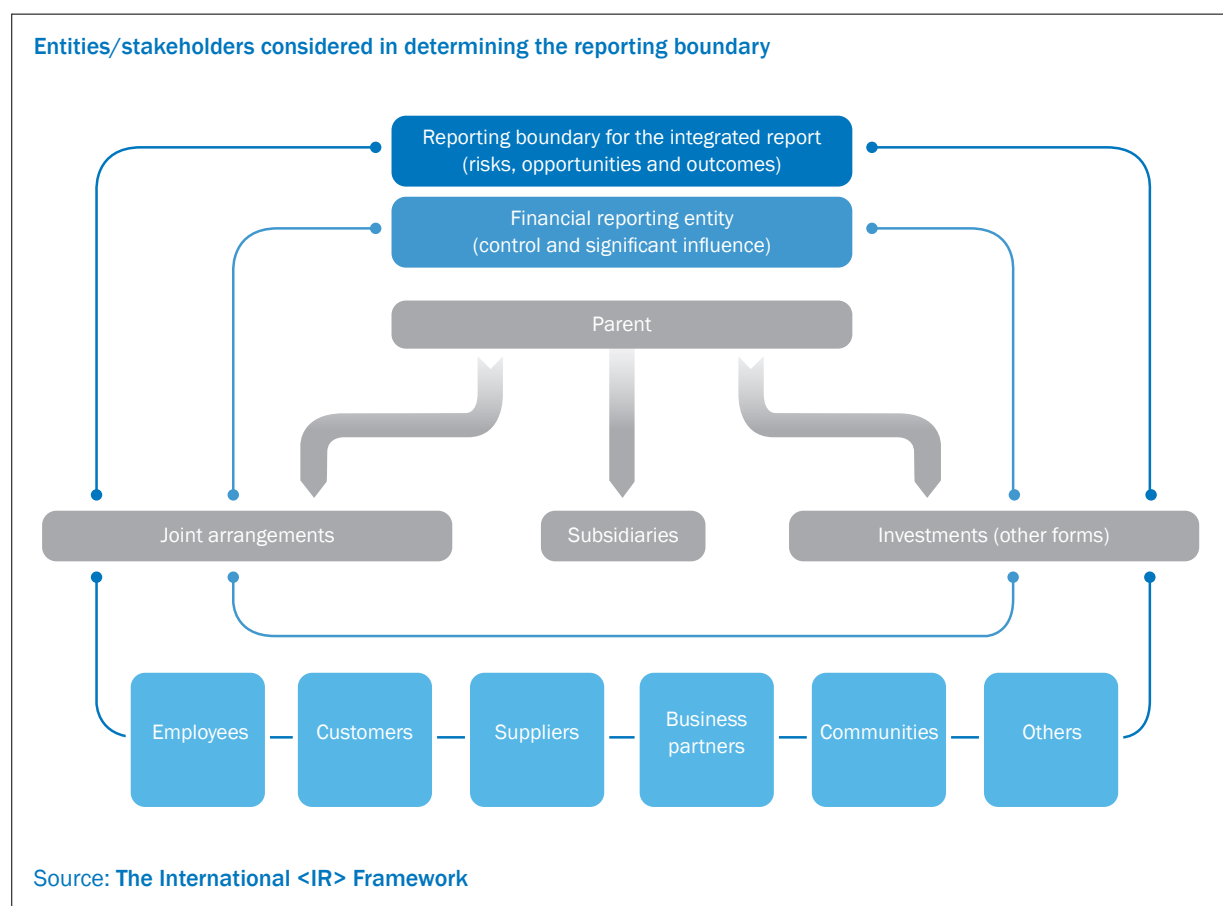 Entities/stakeholders considered in determining the reporting boundary
Reporting boundary for the integrated report
(risks, opportunities and outcomes)
Financial reporting entity
(control and significant influence)
Parent
Joint arrangements
Subsidiaries
Investments (other forms)
Employees
Customers
Suppliers
Business
partners
Communities
Others
Source: The International <IR> Framework